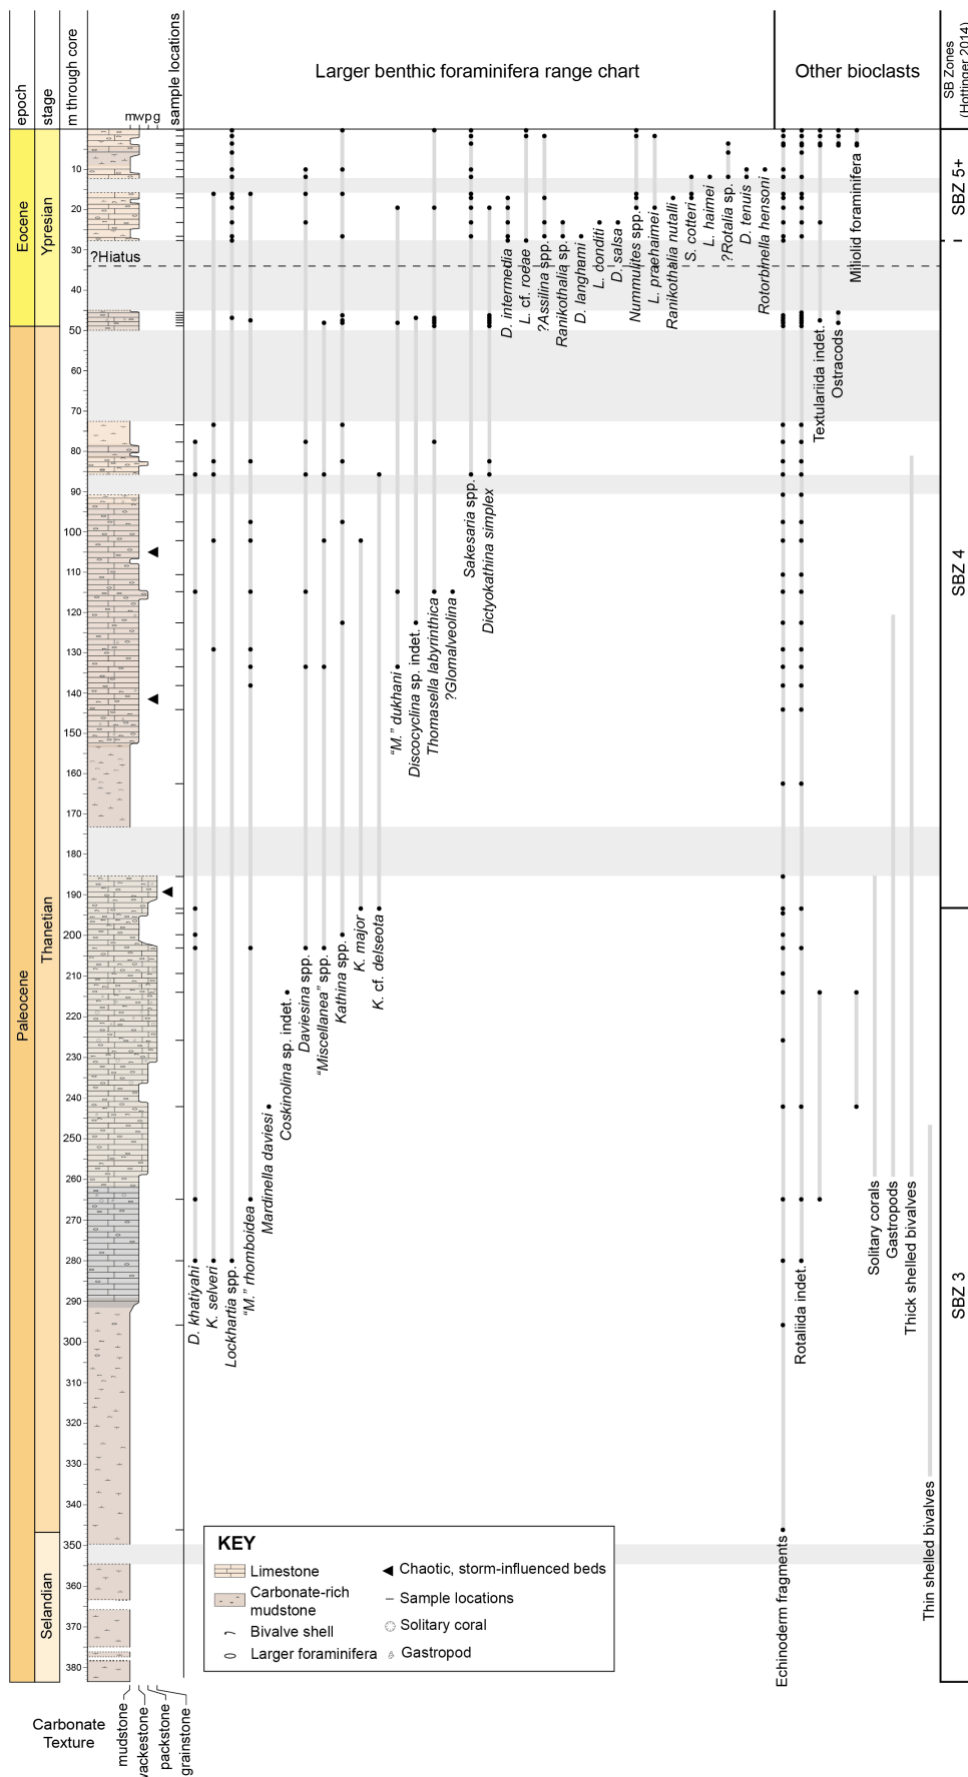 epoch
stage
m through core
m w p g
sample locations
Larger benthic foraminifera range chart
Other bioclasts
SB Zones
(Hottinger 2014)
Eocene
Ypresian
Paleocene
Thanetian
Selandian
?Hiatus
10
20
30
40
50
60
70
80
90
100
110
120
130
140
150
160
170
180
190
200
210
220
230
240
250
260
270
280
290
300
310
320
330
340
350
360
370
380
D. khatiyahi
K. selveri
Lockhartia spp.
"M." rhomboidea
Mardinella daviesi
Coskinolina sp. indet.
Daviesina spp.
"Miscellanea" spp.
Kathina spp.
K. major
K. cf. delseota
"M." dukhani
Discocyclina sp. indet.
Thomasella labyrinthica
?Glomalveolina
Sakesaria spp.
Dictyokathina simplex
D. intermedia
L. cf. roeae
?Assilina spp.
Ranikothalia sp.
D. langhami
L. donditi
D. salsa
Nummulites spp.
L. praehaimei
Ranikothalia nutalli
S. cotteri
L. haimei
?Rotalia sp.
D. tenuis
Rotorbinella hensoni
Echinoderm fragments
Rotaliida indet.
Textulariida indet.
Ostracods
Miliolid foraminifera
Solitary corals
Gastropods
Thick shelled bivalves
Thin shelled bivalves
SBZ 5+
SBZ 4
SBZ 3
KEY
Limestone
Carbonate-rich
mudstone
Bivalve shell
Larger foraminifera
Chaotic, storm-influenced beds
Sample locations
Solitary coral
Gastropod
Carbonate
Texture
mudstone
wackestone
packstone
grainstone